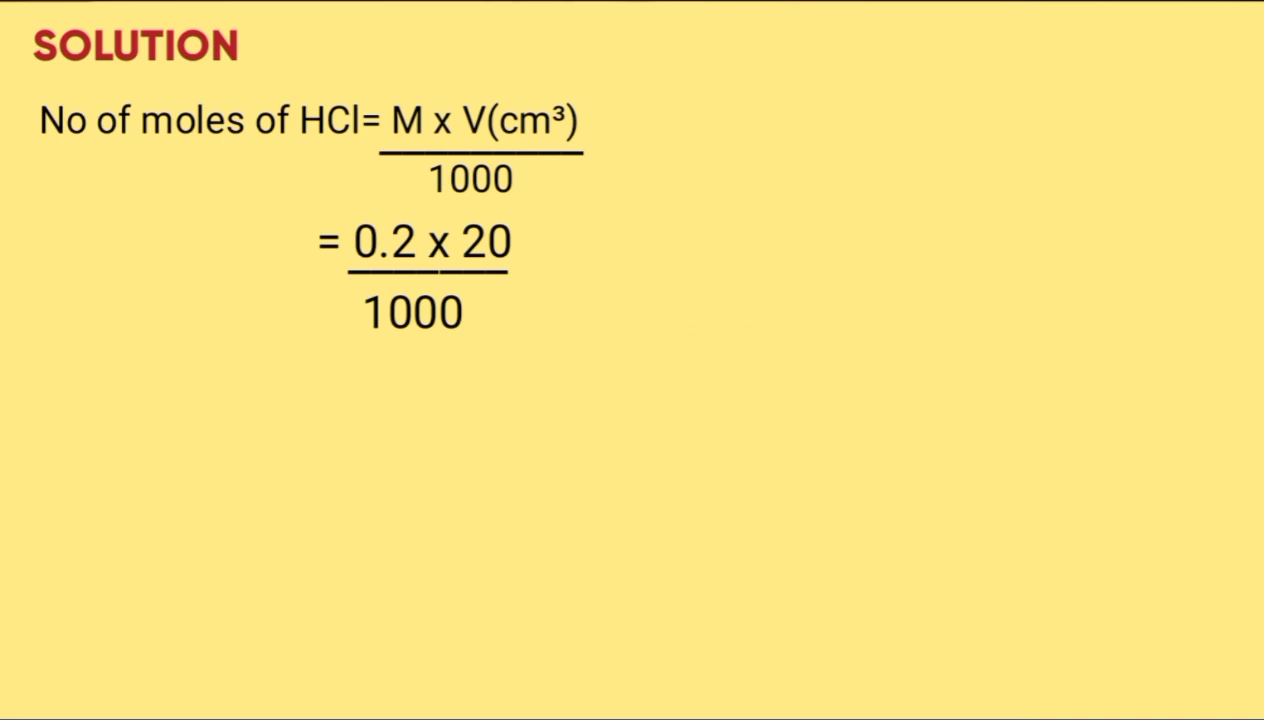 SOLUTION
No of moles of HCl= M x V(cm³)
1000
= 0.2 x 20
1000